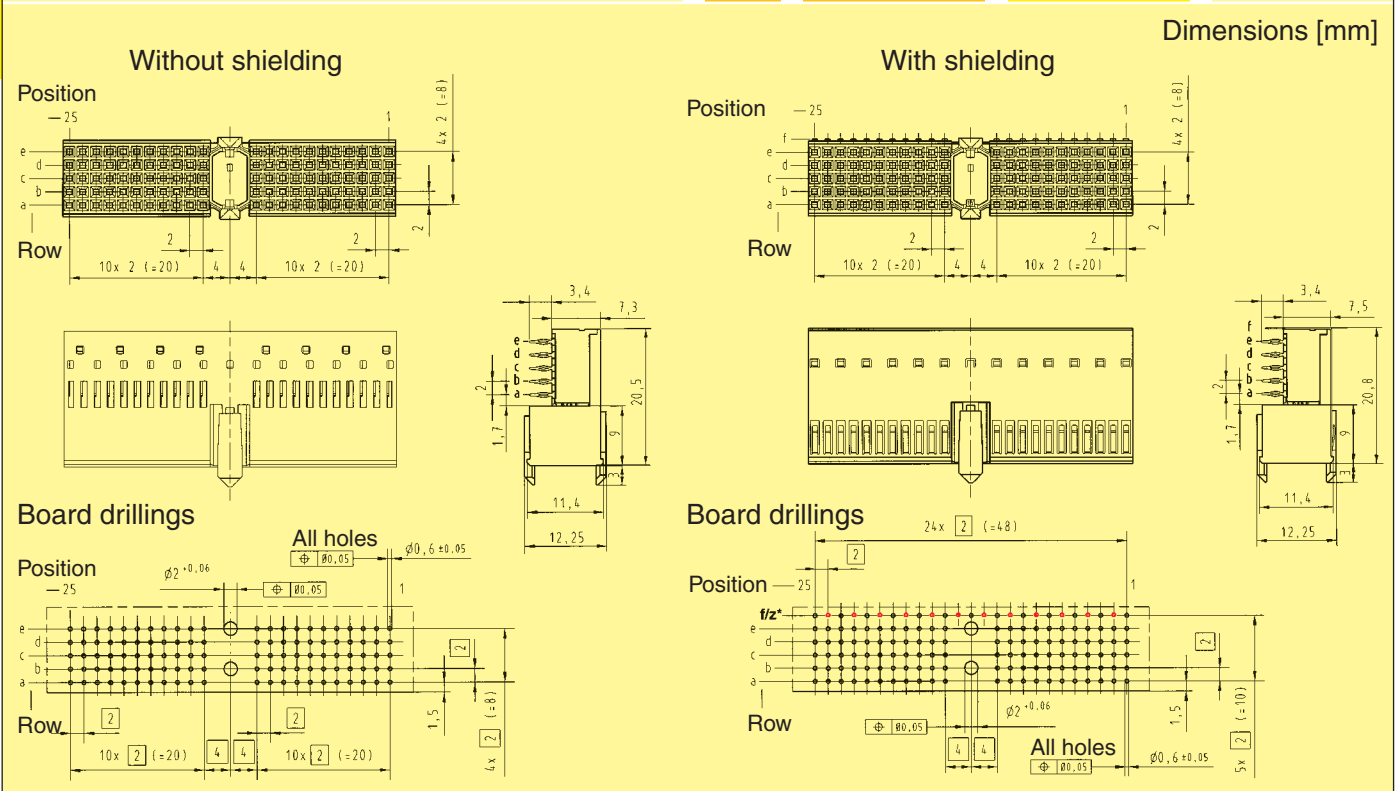 Dimensions [mm]
Without shielding
Position
25
1
4x 2 (=8)
e
d
c
b
a
2
Row
2
2
10x 2 (=20)
4
4
10x 2 (=20)
With shielding
Position
25
1
4x 2 (=8)
f
e
d
c
b
a
2
Row
2
2
10x 2 (=20)
4
4
10x 2 (=20)
3,4
7,3
e
d
c
b
a
2
1,7
20,5
9
3
11,4
12,25
3,4
7,5
f
e
d
c
b
a
2
1,7
20,8
9
3
11,4
12,25
Board drillings
All holes
Ø0,05
Ø0,6 ±0,05
Position
25
Ø2 +0,06
Ø0,05
1
e
d
c
b
a
2
1,5
4x 2 (=8)
Row
2
2
10x 2 (=20)
4
4
10x 2 (=20)
Board drillings
24x 2 (=48)
2
Position
25
1
f/z*
e
d
c
b
a
2
1,5
5x 2 (=10)
Row
Ø2 +0,06
Ø0,05
4
4
All holes
Ø0,05
Ø0,6 ±0,05